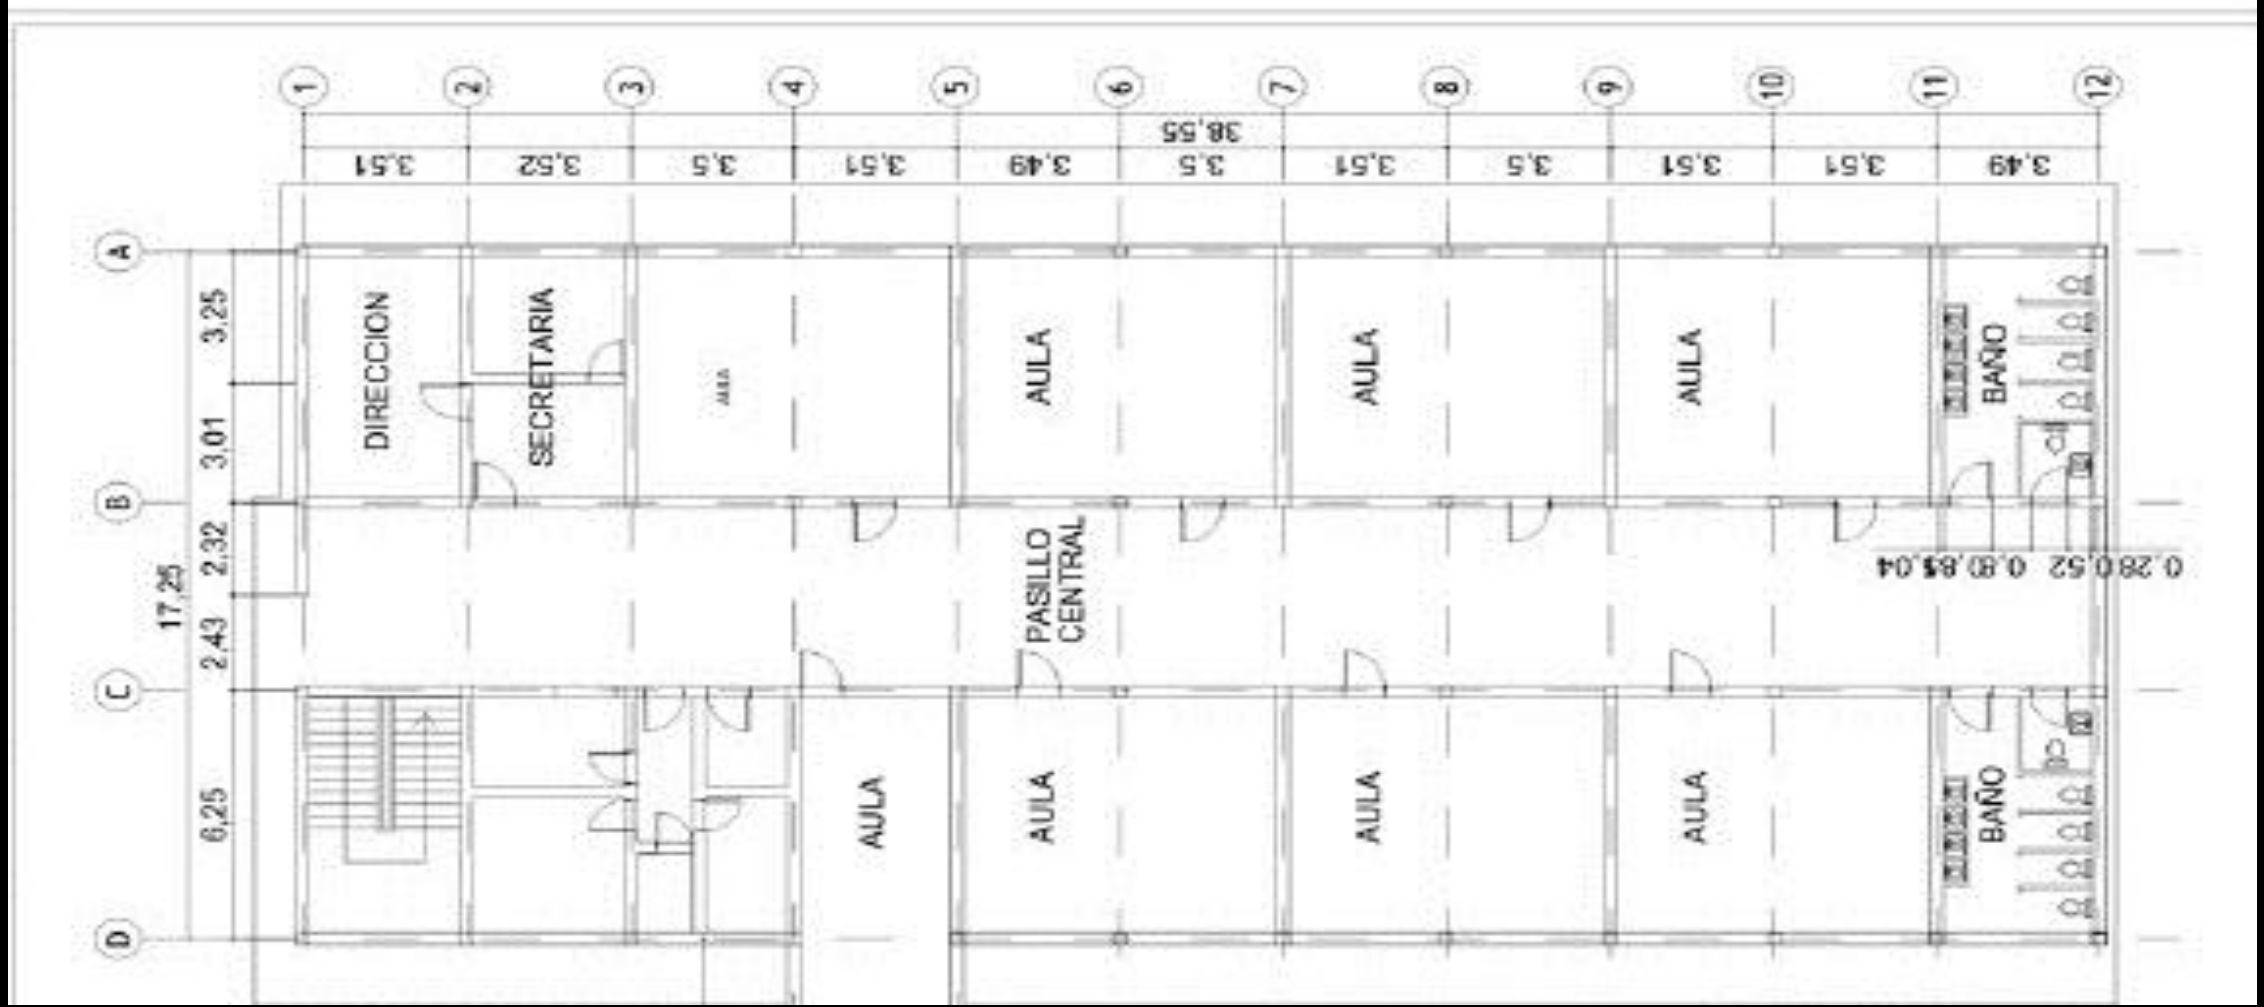 1 2 3 4 5 6 7 8 9 10 11 12
38,55
3,51 3,52 3,5 3,51 3,49 3,5 3,51 3,5 3,51 3,51 3,49
A
3,25
DIRECCION
SECRETARIA
AULA
AULA
AULA
AULA
BAÑO
3,01
B
2,32
17,25
PASILLO
CENTRAL
2,43
C
6,25
AULA
AULA
AULA
AULA
BAÑO
D